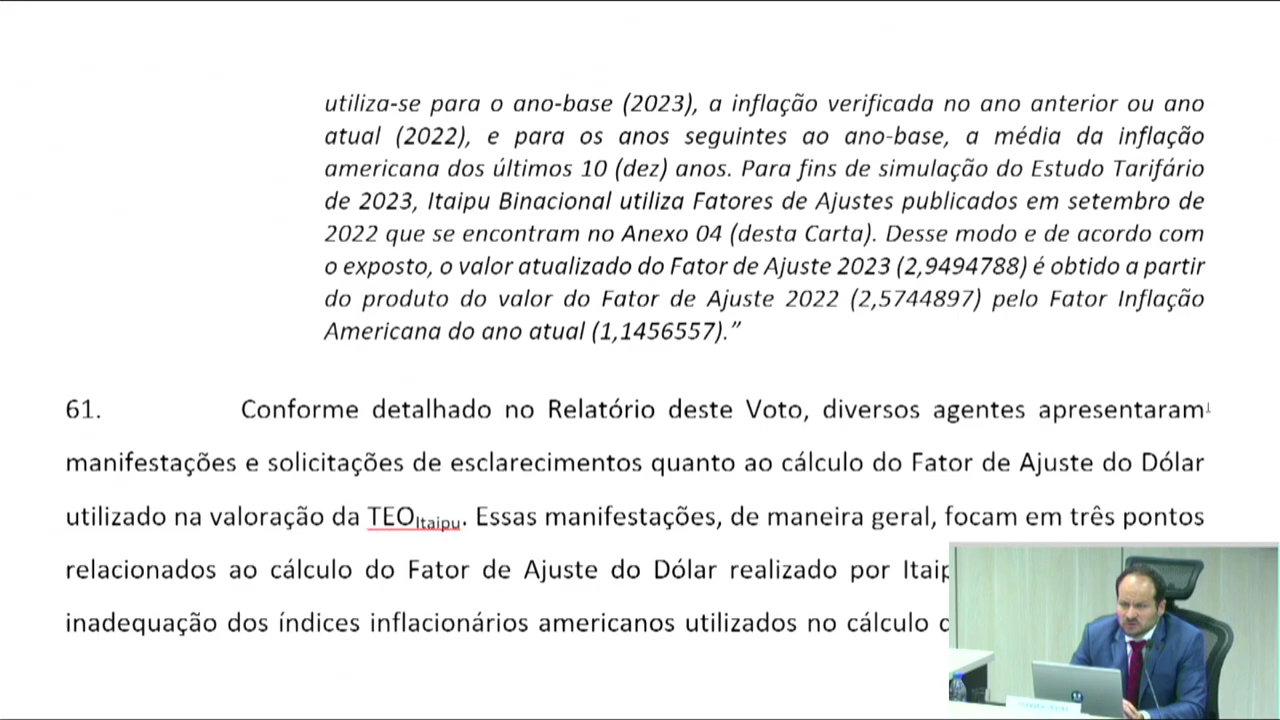 utiliza-se para o ano-base (2023), a inflação verificada no ano anterior ou ano
atual (2022), e para os anos seguintes ao ano-base, a média da inflação
americana dos últimos 10 (dez) anos. Para fins de simulação do Estudo Tarifário
de 2023, Itaipu Binacional utiliza Fatores de Ajustes publicados em setembro de
2022 que se encontram no Anexo 04 (desta Carta). Desse modo e de acordo com
o exposto, o valor atualizado do Fator de Ajuste 2023 (2,9494788) é obtido a partir
do produto do valor do Fator de Ajuste 2022 (2,5744897) pelo Fator Inflação
Americana do ano atual (1,1456557).”
61. Conforme detalhado no Relatório deste Voto, diversos agentes apresentaram
manifestações e solicitações de esclarecimentos quanto ao cálculo do Fator de Ajuste do Dólar
utilizado na valoração da TEOItaipu. Essas manifestações, de maneira geral, focam em três pontos
relacionados ao cálculo do Fator de Ajuste do Dólar realizado por
inadequação dos índices inflacionários americanos utilizados no cálculo